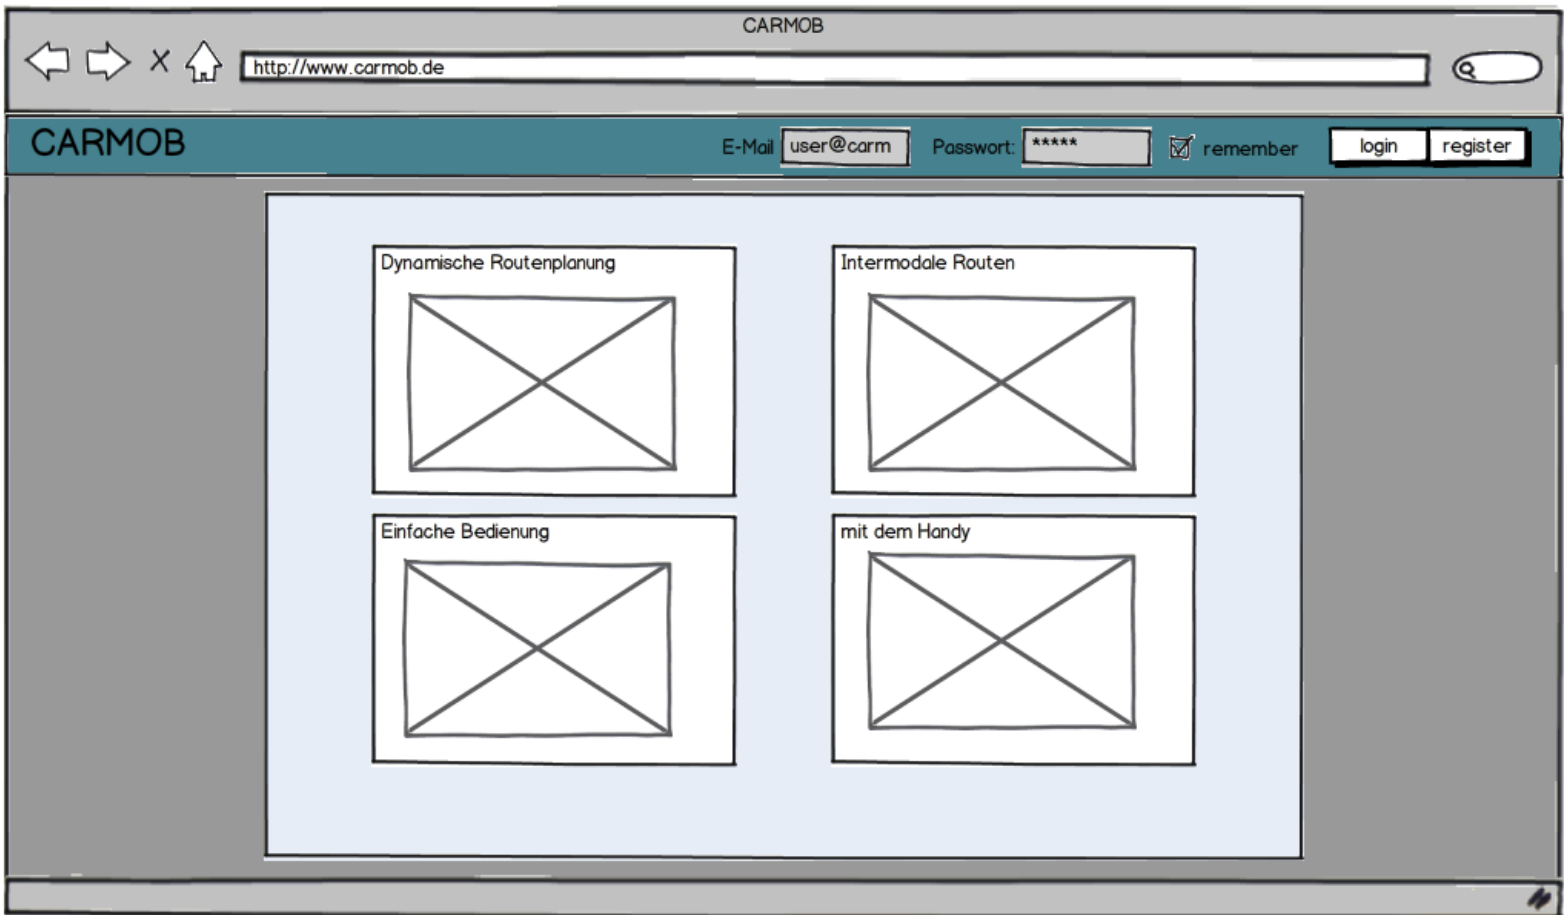 CARMOB
http://www.carmob.de
CARMOB
E-Mail user@carm Passwort: ***** remember login register
Dynamische Routenplanung
Intermodale Routen
Einfache Bedienung
mit dem Handy